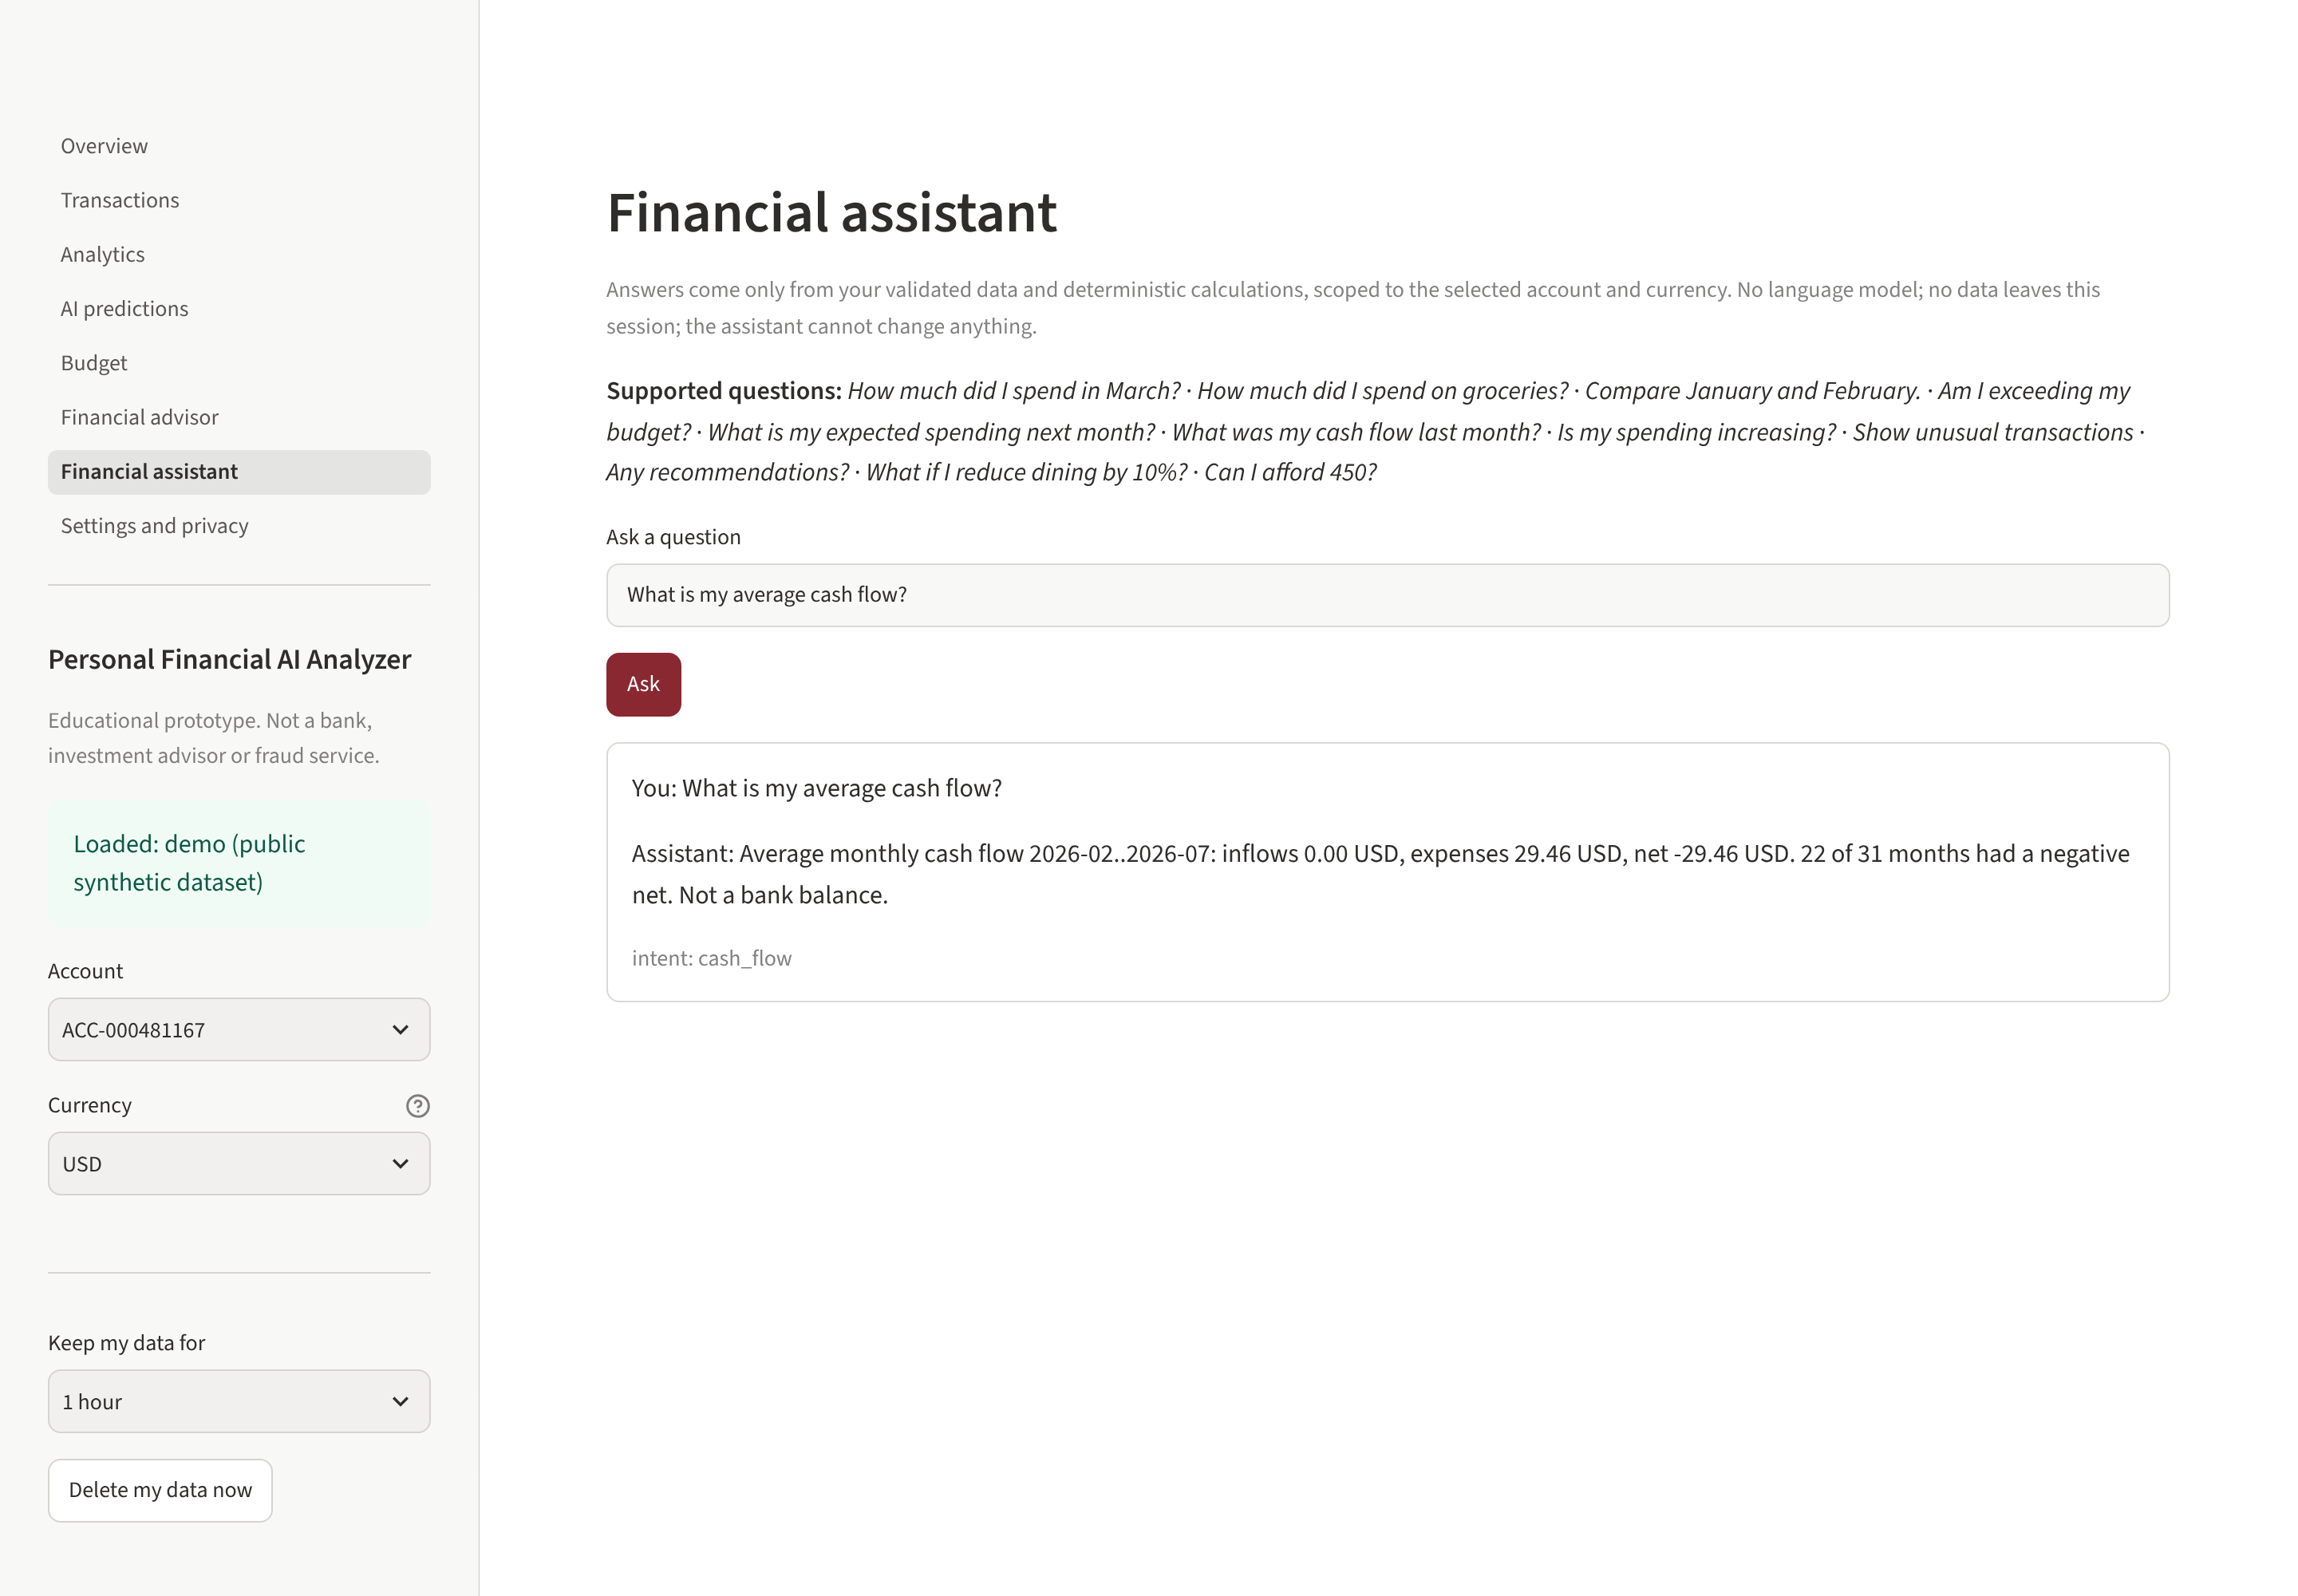 Overview
Transactions
Analytics
AI predictions
Budget
Financial advisor
Financial assistant
Settings and privacy
Personal Financial AI Analyzer
Educational prototype. Not a bank,
investment advisor or fraud service.
Loaded: demo (public
synthetic dataset)
Account
ACC-000481167
Currency
USD
Keep my data for
1 hour
Delete my data now
Financial assistant
Answers come only from your validated data and deterministic calculations, scoped to the selected account and currency. No language model; no data leaves this
session; the assistant cannot change anything.
Supported questions: How much did I spend in March? · How much did I spend on groceries? · Compare January and February. · Am I exceeding my
budget? · What is my expected spending next month? · What was my cash flow last month? · Is my spending increasing? · Show unusual transactions ·
Any recommendations? · What if I reduce dining by 10%? · Can I afford 450?
Ask a question
What is my average cash flow?
Ask
You: What is my average cash flow?
Assistant: Average monthly cash flow 2026-02..2026-07: inflows 0.00 USD, expenses 29.46 USD, net -29.46 USD. 22 of 31 months had a negative
net. Not a bank balance.
intent: cash_flow